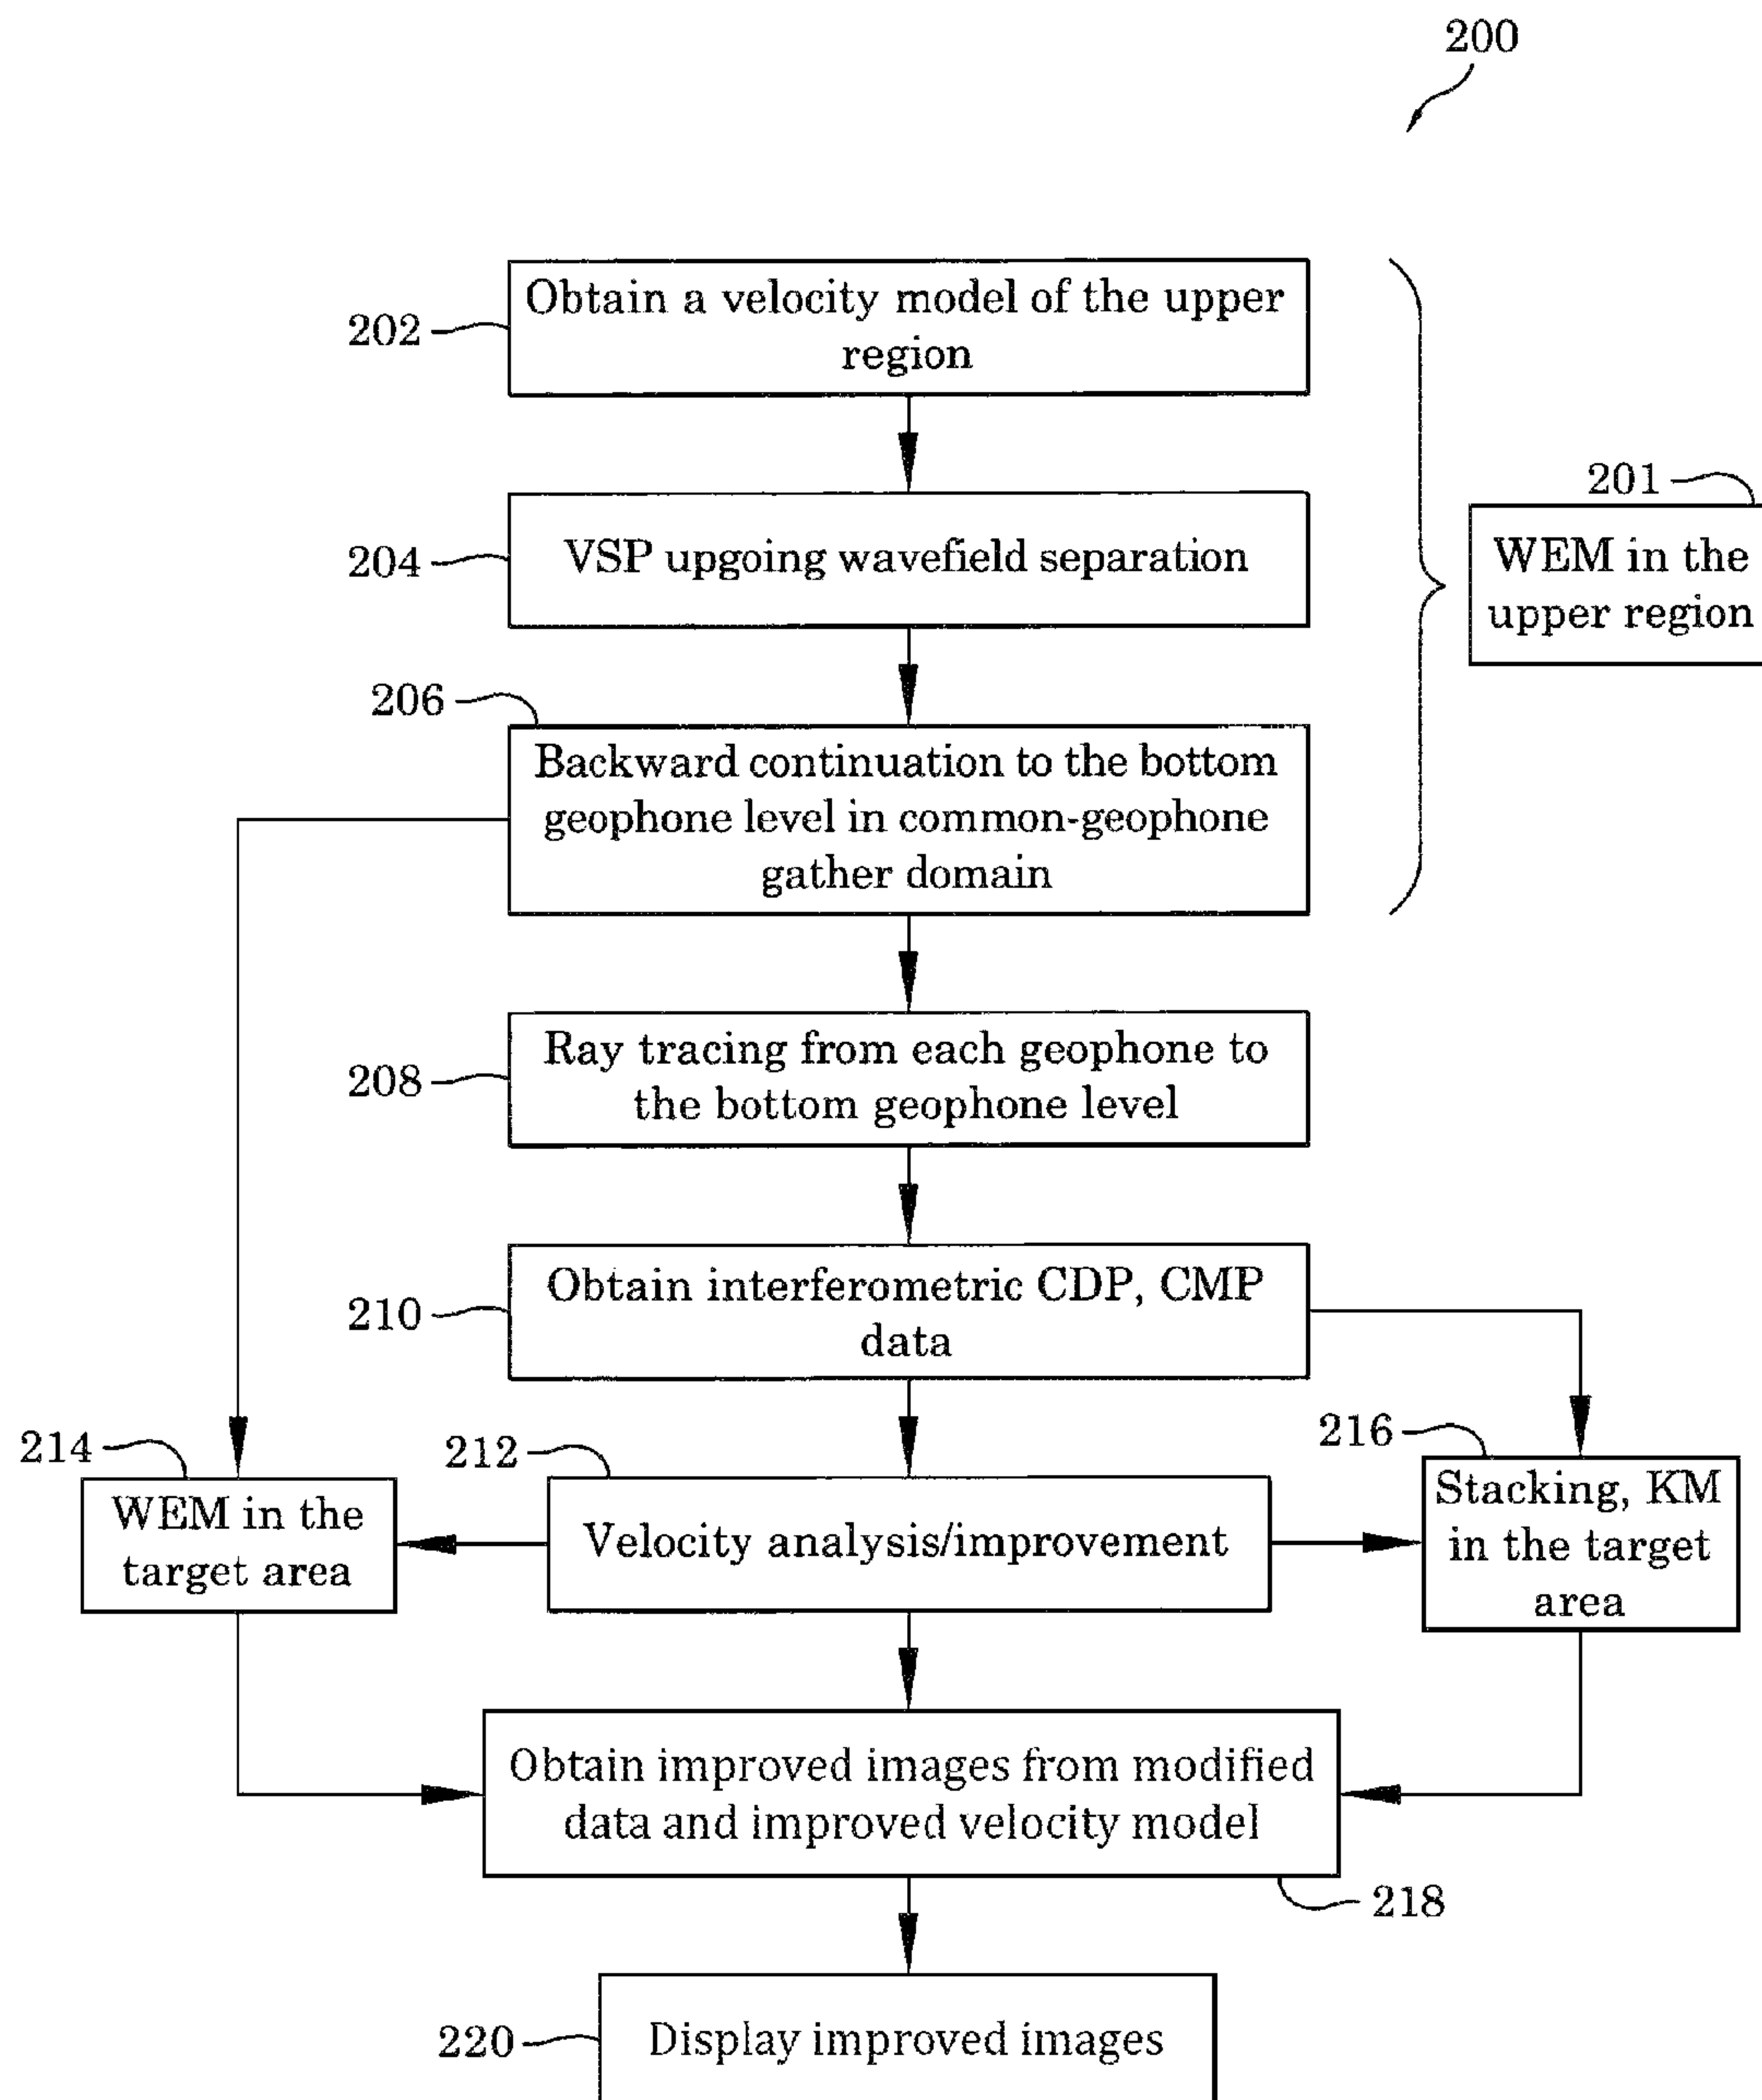 200
Obtain a velocity model of the upper
region
202
201
WEM in the
upper region
VSP upgoing wavefield separation
204
206
Backward continuation to the bottom
geophone level in common-geophone
gather domain
Ray tracing from each geophone to
the bottom geophone level
208
Obtain interferometric CDP, CMP
data
210
214
WEM in the
target area
212
Velocity analysis/improvement
216
Stacking, KM
in the target
area
Obtain improved images from modified
data and improved velocity model
218
220
Display improved images